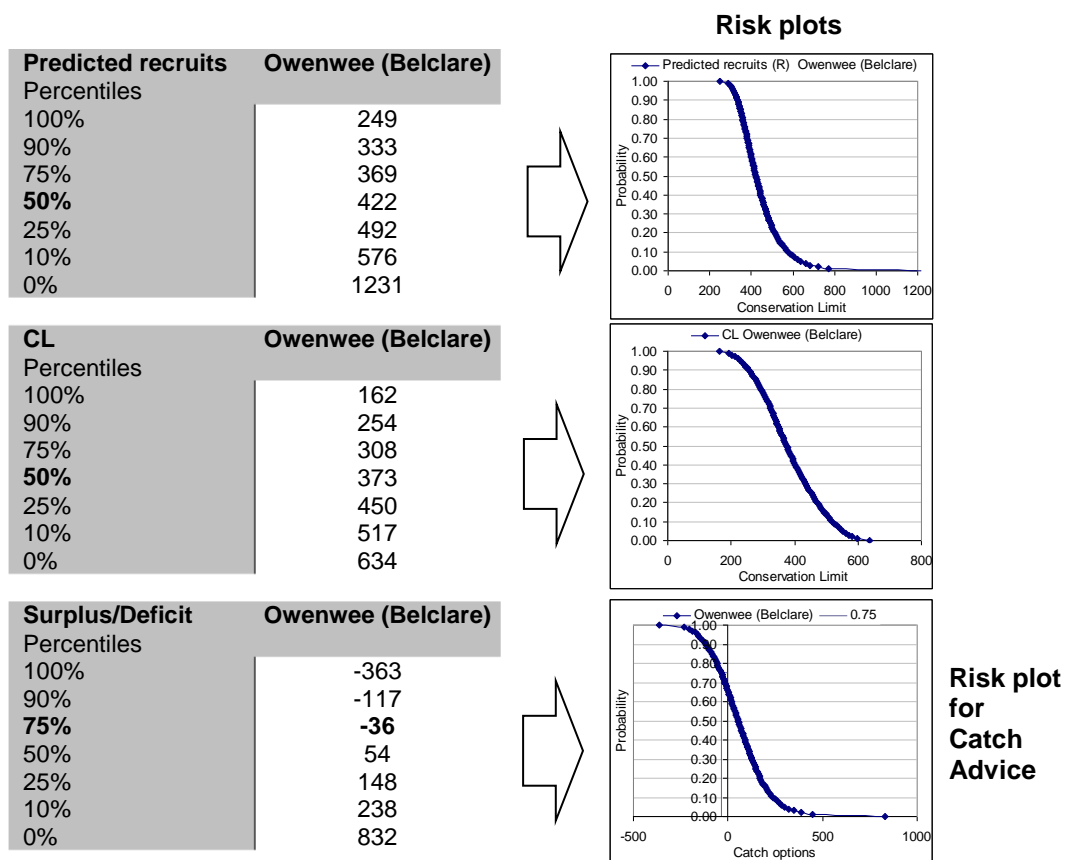 Risk plots
Predicted recruits Owenwee (Belclare)
Percentiles
100% 249
90% 333
75% 369
50% 422
25% 492
10% 576
0% 1231
Predicted recruits (R) Owenwee (Belclare)
1.00
0.90
0.80
0.70
0.60
0.50
0.40
0.30
0.20
0.10
0.00
Probability
0 200 400 600 800 1000 1200
Conservation Limit
CL Owenwee (Belclare)
Percentiles
100% 162
90% 254
75% 308
50% 373
25% 450
10% 517
0% 634
CL Owenwee (Belclare)
1.00
0.90
0.80
0.70
0.60
0.50
0.40
0.30
0.20
0.10
0.00
Probability
0 200 400 600 800
Conservation Limit
Surplus/Deficit Owenwee (Belclare)
Percentiles
100% -363
90% -117
75% -36
50% 54
25% 148
10% 238
0% 832
Owenwee (Belclare) 0.75
1.00
0.90
0.80
0.70
0.60
0.50
0.40
0.30
0.20
0.10
0.00
Probability
-500 0 500 1000
Catch options
Risk plot
for
Catch
Advice